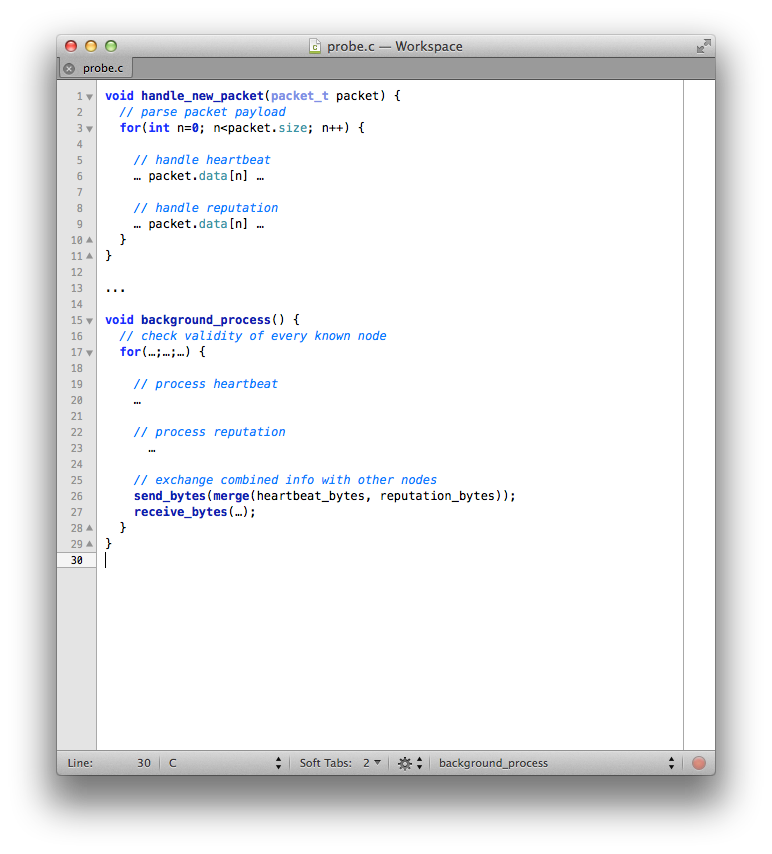 probe.c — Workspace
probe.c
1 void handle_new_packet(packet_t packet) {
2   // parse packet payload
3   for(int n=0; n<packet.size; n++) {
4
5     // handle heartbeat
6     … packet.data[n] …
7
8     // handle reputation
9     … packet.data[n] …
10   }
11 }
12
13 ...
14
15 void background_process() {
16   // check validity of every known node
17   for(…;…;…) {
18
19     // process heartbeat
20     …
21
22     // process reputation
23       …
24
25     // exchange combined info with other nodes
26     send_bytes(merge(heartbeat_bytes, reputation_bytes));
27     receive_bytes(…);
28   }
29 }
30
Line: 30 C Soft Tabs: 2 background_process